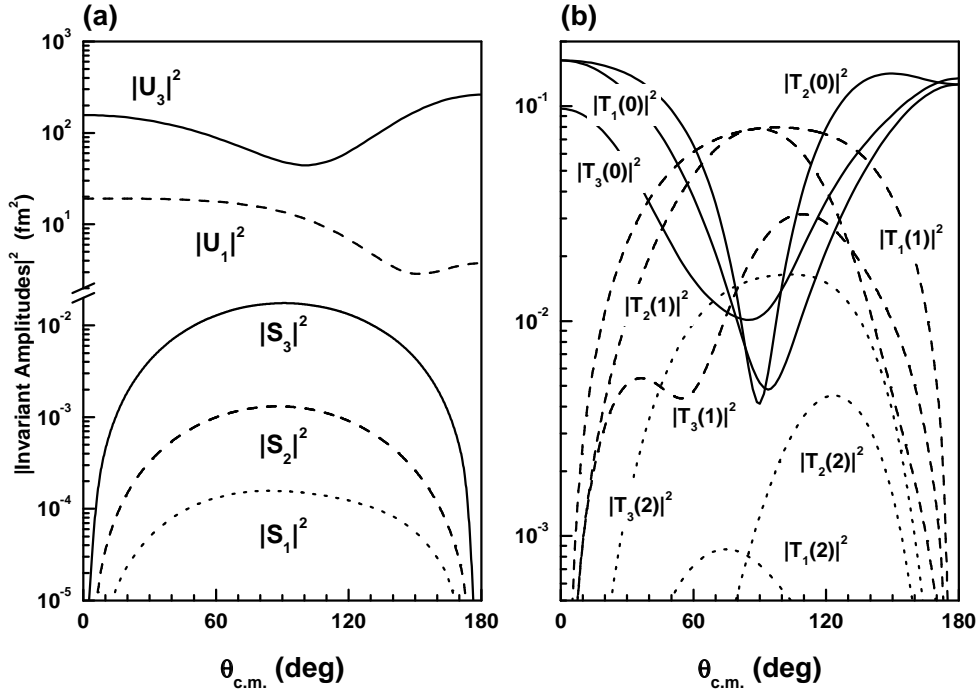 (a)
|Invariant Amplitudes|² (fm²)
10³
10²
10¹
10⁻²
10⁻³
10⁻⁴
10⁻⁵
|U₃|²
|U₁|²
|S₃|²
|S₂|²
|S₁|²
0 60 120 180
θc.m. (deg)
(b)
10⁻¹
10⁻²
10⁻³
|T₂(0)|²
|T₁(0)|²
|T₃(0)|²
|T₁(1)|²
|T₂(1)|²
|T₃(1)|²
|T₂(2)|²
|T₃(2)|²
|T₁(2)|²
0 60 120 180
θc.m. (deg)